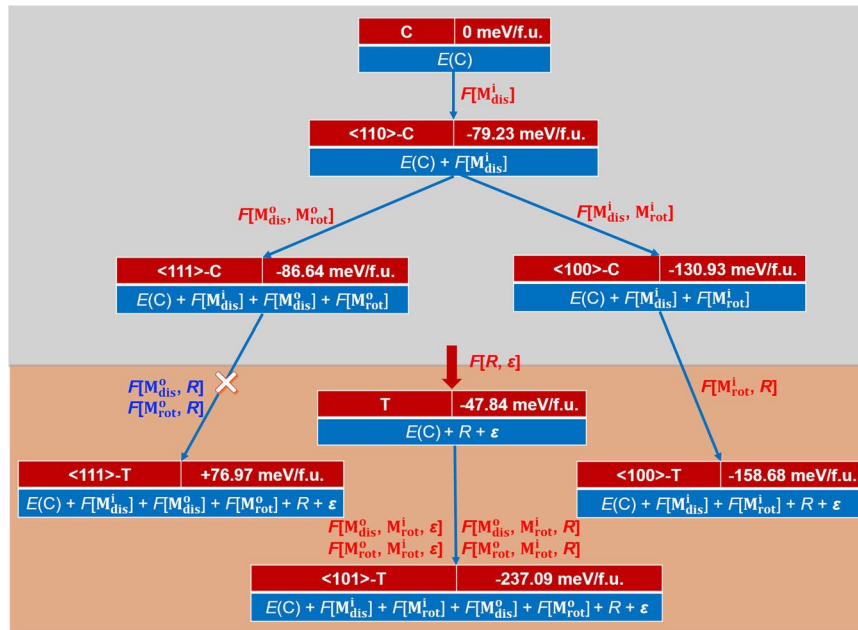 C 0 meV/f.u.
E(C)
F[M^i_dis]
<110>-C -79.23 meV/f.u.
E(C) + F[M^i_dis]
F[M^o_dis, M^o_rot] F[M^i_dis, M^i_rot]
<111>-C -86.64 meV/f.u.
E(C) + F[M^i_dis] + F[M^o_dis] + F[M^o_rot]
<100>-C -130.93 meV/f.u.
E(C) + F[M^i_dis] + F[M^i_rot]
F[R, ε]
F[M^o_dis, R]
F[M^o_rot, R]
F[M^i_rot, R]
T -47.84 meV/f.u.
E(C) + R + ε
<111>-T +76.97 meV/f.u.
E(C) + F[M^i_dis] + F[M^o_dis] + F[M^o_rot] + R + ε
<100>-T -158.68 meV/f.u.
E(C) + F[M^i_dis] + F[M^i_rot] + R + ε
F[M^o_dis, M^i_rot, ε] F[M^o_dis, M^i_rot, R]
F[M^o_rot, M^i_rot, ε] F[M^o_rot, M^i_rot, R]
<101>-T -237.09 meV/f.u.
E(C) + F[M^i_dis] + F[M^i_rot] + F[M^o_dis] + F[M^o_rot] + R + ε